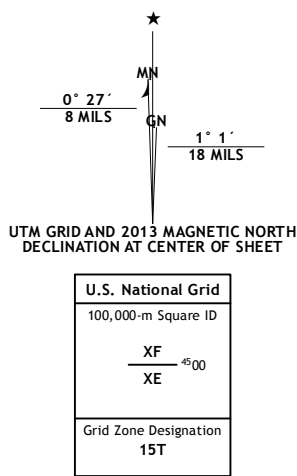 ★
MN
0° 27´
8 MILS
GN
1° 1´
18 MILS
UTM GRID AND 2013 MAGNETIC NORTH
DECLINATION AT CENTER OF SHEET
U.S. National Grid
100,000-m Square ID
XF
4500
XE
Grid Zone Designation
15T